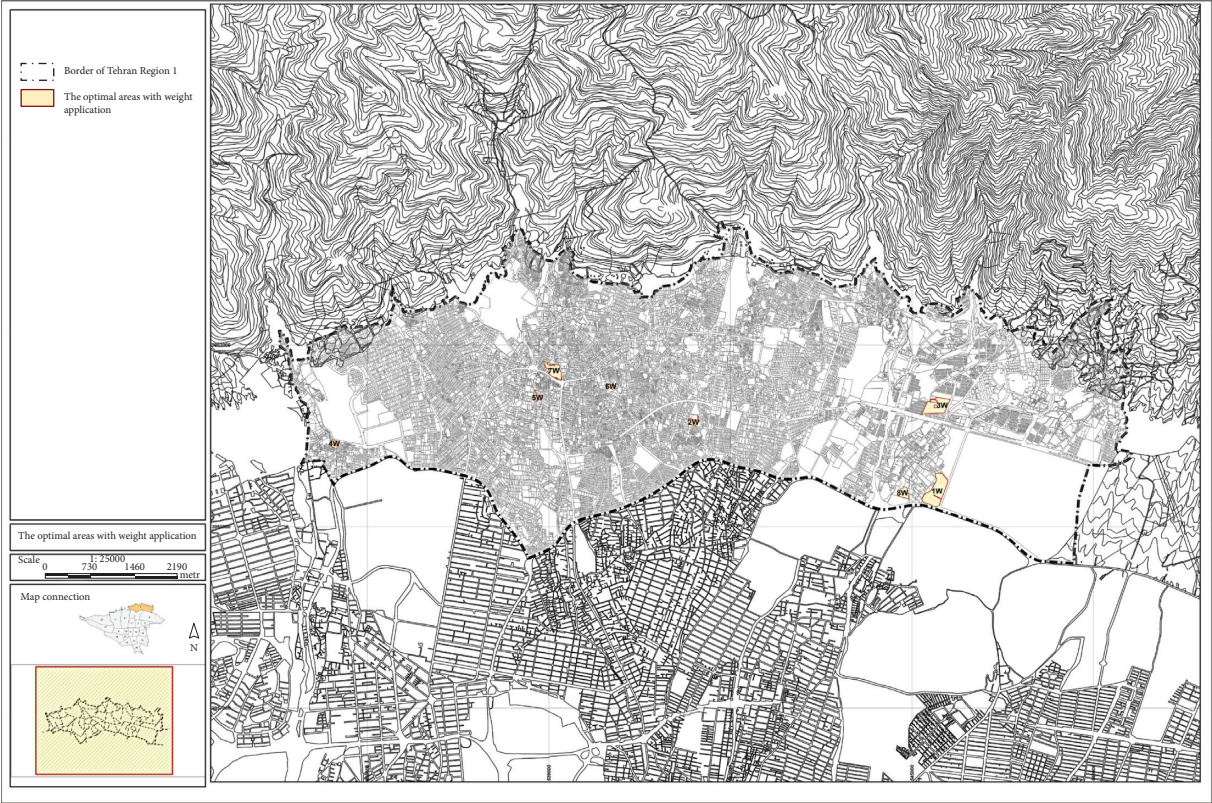 Border of Tehran Region 1
The optimal areas with weight
application
The optimal areas with weight application
Scale
1: 25000
0 730 1460 2190
metr
Map connection
N
7W
6W
5W
3W
2W
4W
8W
1W